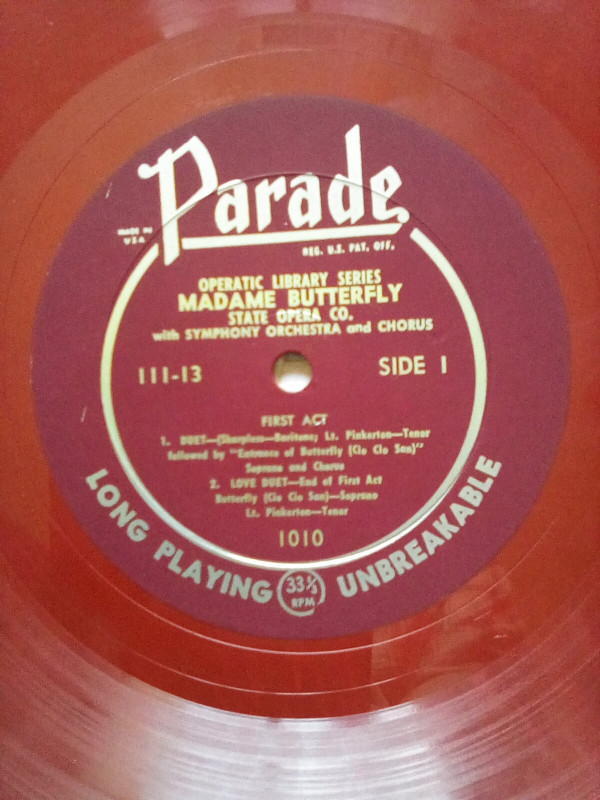 Parade
MADE IN
U S A
REG. U.S. PAT. OFF.
OPERATIC LIBRARY SERIES
MADAME BUTTERFLY
STATE OPERA CO.
with SYMPHONY ORCHESTRA and CHORUS
111-13
SIDE 1
FIRST ACT
1. DUET—(Sharpless—Baritone; Lt. Pinkerton—Tenor
followed by "Entrance of Butterfly (Cio Cio San)"
Soprano and Chorus
2. LOVE DUET—End of First Act
Butterfly (Cio Cio San)—Soprano
Lt. Pinkerton—Tenor
1010
LONG PLAYING 33⅓ RPM UNBREAKABLE